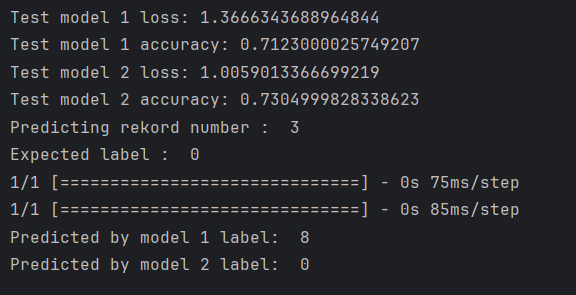 Test model 1 loss: 1.3666343688964844
Test model 1 accuracy: 0.7123000025749207
Test model 2 loss: 1.0059013366699219
Test model 2 accuracy: 0.7304999828338623
Predicting rekord number :  3
Expected label :  0
1/1 [==============================] - 0s 75ms/step
1/1 [==============================] - 0s 85ms/step
Predicted by model 1 label:  8
Predicted by model 2 label:  0